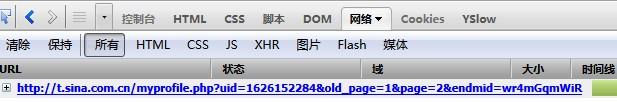 控制台 HTML CSS 脚本 DOM 网络 Cookies YSlow
清除 保持 所有 HTML CSS JS XHR 图片 Flash 媒体
URL 状态 域 大小 时间线
http://t.sina.com.cn/myprofile.php?uid=1626152284&old_page=1&page=2&endmid=wr4mGqmWiR